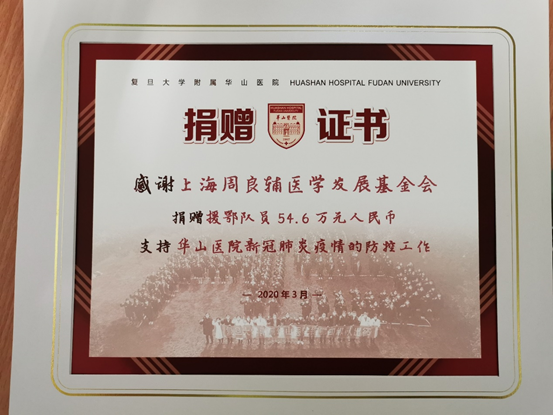 复旦大学附属华山医院 HUASHAN HOSPITAL FUDAN UNIVERSITY
捐赠 证书
感谢上海周良辅医学发展基金会
捐赠援鄂队员54.6万元人民币
支持华山医院新冠肺炎疫情的防控工作
— 2020年3月 —